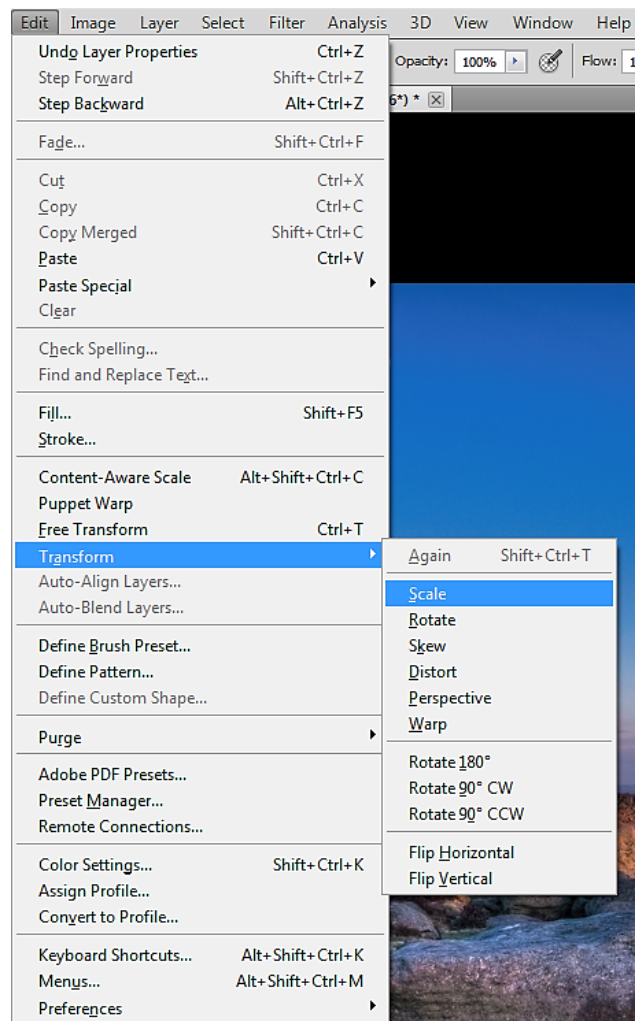 Edit Image Layer Select Filter Analysis 3D View Window Help
Opacity: 100% Flow: 1
6*) *
Undo Layer Properties Ctrl+Z
Step Forward Shift+Ctrl+Z
Step Backward Alt+Ctrl+Z
Fade... Shift+Ctrl+F
Cut Ctrl+X
Copy Ctrl+C
Copy Merged Shift+Ctrl+C
Paste Ctrl+V
Paste Special
Clear
Check Spelling...
Find and Replace Text...
Fill... Shift+F5
Stroke...
Content-Aware Scale Alt+Shift+Ctrl+C
Puppet Warp
Free Transform Ctrl+T
Transform
Auto-Align Layers...
Auto-Blend Layers...
Define Brush Preset...
Define Pattern...
Define Custom Shape...
Purge
Adobe PDF Presets...
Preset Manager...
Remote Connections...
Color Settings... Shift+Ctrl+K
Assign Profile...
Convert to Profile...
Keyboard Shortcuts... Alt+Shift+Ctrl+K
Menus... Alt+Shift+Ctrl+M
Preferences
Again Shift+Ctrl+T
Scale
Rotate
Skew
Distort
Perspective
Warp
Rotate 180°
Rotate 90° CW
Rotate 90° CCW
Flip Horizontal
Flip Vertical